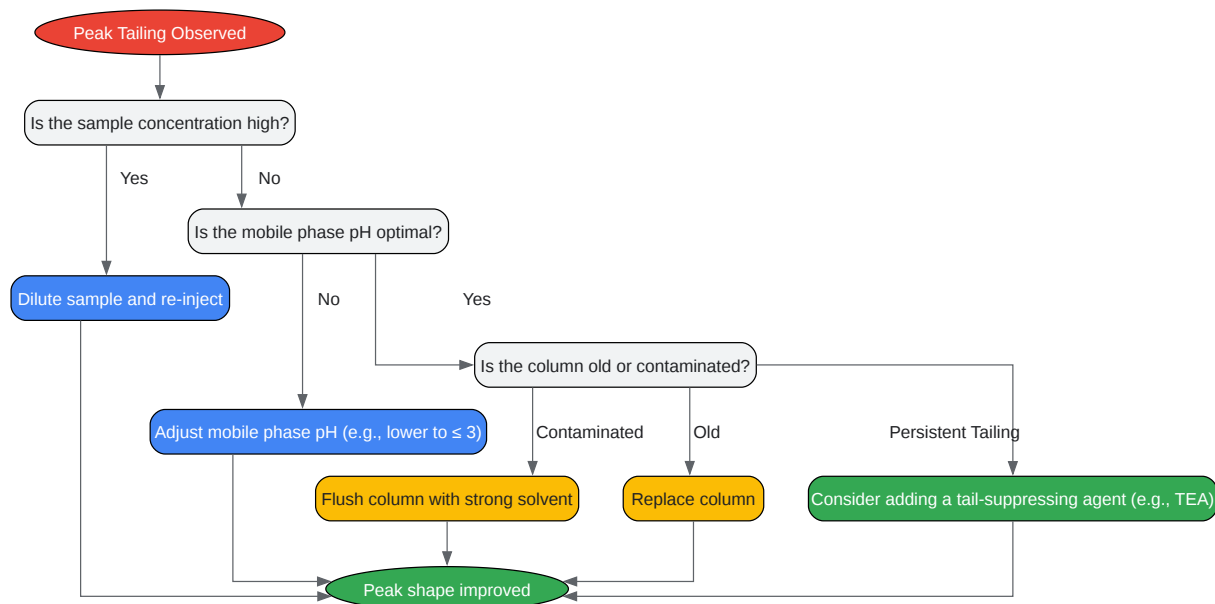 Peak Tailing Observed
Is the sample concentration high?
Yes
No
Is the mobile phase pH optimal?
Dilute sample and re-inject
No
Yes
Is the column old or contaminated?
Adjust mobile phase pH (e.g., lower to ≤ 3)
Contaminated
Old
Persistent Tailing
Flush column with strong solvent
Replace column
Consider adding a tail-suppressing agent (e.g., TEA)
Peak shape improved